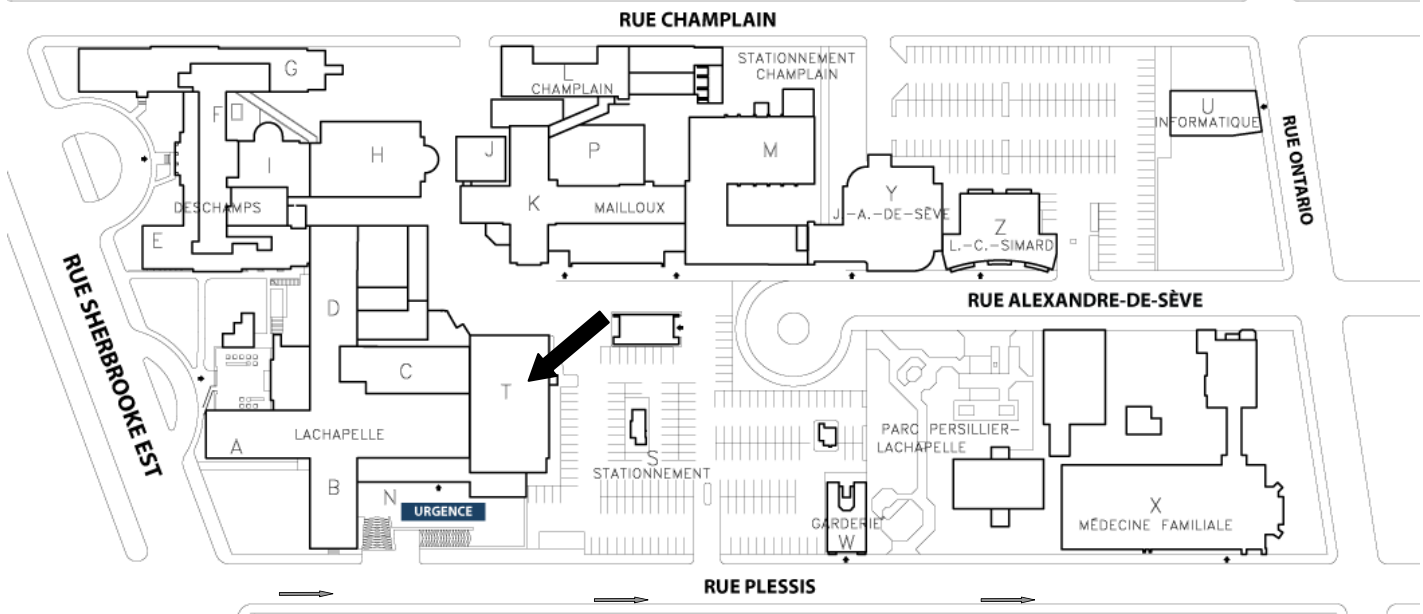 RUE CHAMPLAIN
G
L
CHAMPLAIN
STATIONNEMENT
CHAMPLAIN
F
U
INFORMATIQUE
RUE ONTARIO
I
H
J
P
M
DESCHAMPS
K
MAILLOUX
Y
J.-A.-DE-SÈVE
Z
L.-C.-SIMARD
E
RUE SHERBROOKE EST
RUE ALEXANDRE-DE-SÈVE
D
C
T
A
LACHAPELLE
PARC PERSILLIER-
LACHAPELLE
S
STATIONNEMENT
B
N
URGENCE
GARDERIE
W
X
MÉDECINE FAMILIALE
RUE PLESSIS